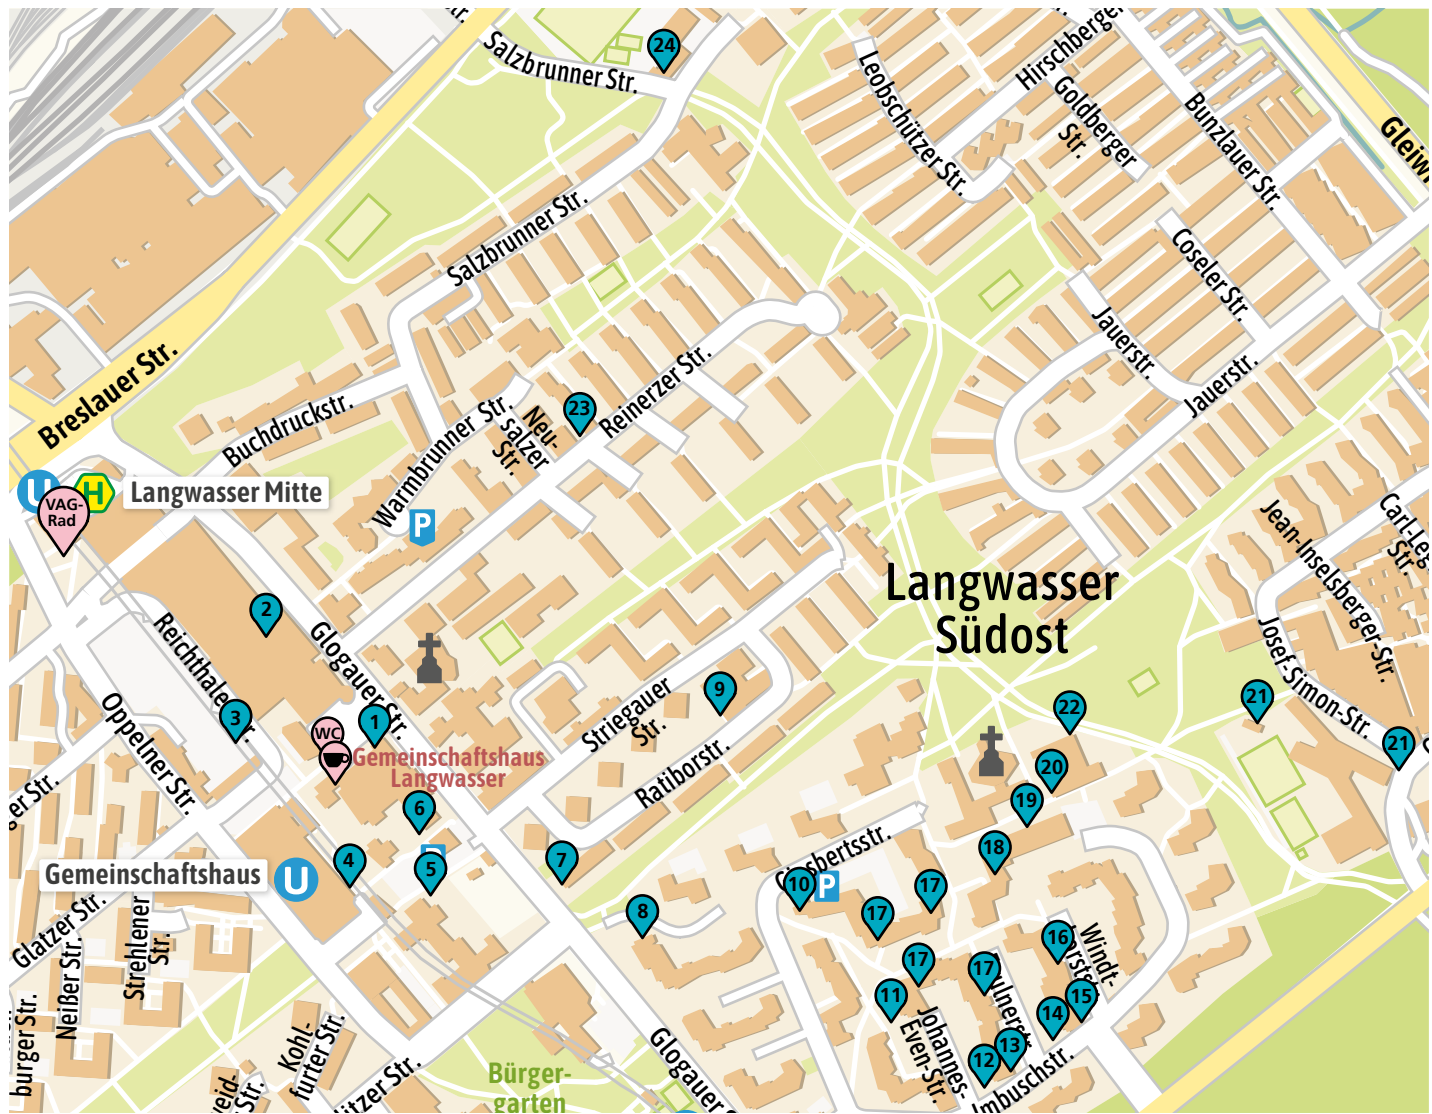 24
Salzbrunner Str.
Hirschberger
Leobschützer Str.
Goldberger
Str.
Bunzlauer Str.
Salzbrunner Str.
Coseler Str.
Jauerstr.
Jauerstr.
Breslauer Str.
Buchdruckstr.
Warmbrunner Str.
Neu-
salzer
Str.
23
Reinerzer Str.
U
H
Langwasser Mitte
VAG-
Rad
P
Jean-Inselsberger-Str.
Str.
Langwasser
Südost
2
Reichthaler
Glogauer Str.
Oppelner Str.
3
1
WC
Gemeinschaftshaus
Langwasser
Striegauer
Str.
9
Ratiborstr.
Josef-Simon-Str.
21
21
22
20
19
18
6
5
4
7
8
Gemeinschaftshaus
U
10
P
17
17
17
17
16
Windt-
15
14
13
12
11
Johannes-
Even-Str.
Imbuschstr.
Glatzer Str.
Neißer Str.
Strehlener
Str.
burger Str.
Kohl-
furter Str.
Str.
Glogauer
Bürger-
garten